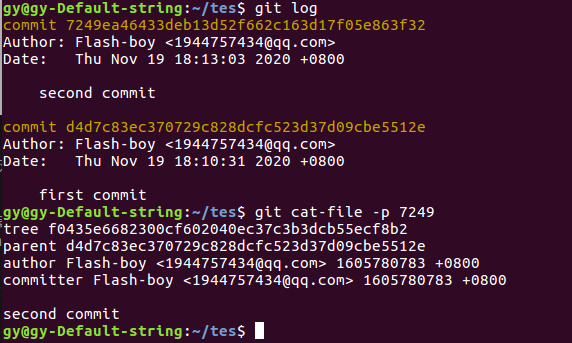 gy@gy-Default-string:~/tes$ git log
commit 7249ea46433deb13d52f662c163d17f05e863f32
Author: Flash-boy <1944757434@qq.com>
Date:   Thu Nov 19 18:13:03 2020 +0800
second commit
commit d4d7c83ec370729c828dcfc523d37d09cbe5512e
Author: Flash-boy <1944757434@qq.com>
Date:   Thu Nov 19 18:10:31 2020 +0800
first commit
gy@gy-Default-string:~/tes$ git cat-file -p 7249
tree f0435e6682300cf602040ec37c3b3dcb55ecf8b2
parent d4d7c83ec370729c828dcfc523d37d09cbe5512e
author Flash-boy <1944757434@qq.com> 1605780783 +0800
committer Flash-boy <1944757434@qq.com> 1605780783 +0800
second commit
gy@gy-Default-string:~/tes$